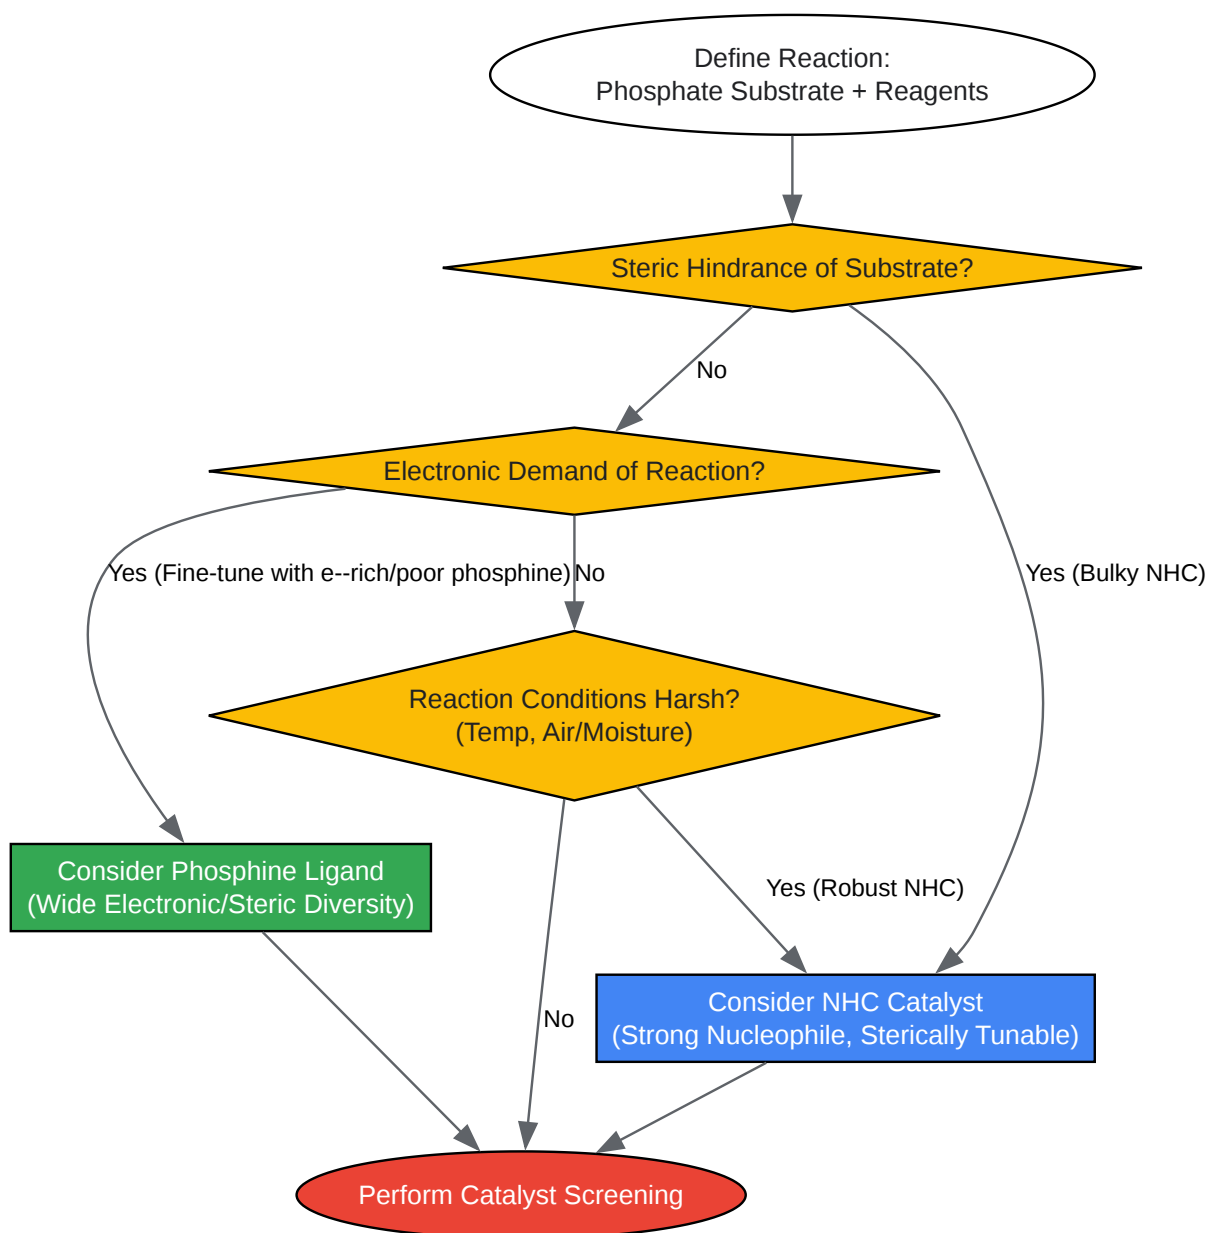 Define Reaction:
Phosphate Substrate + Reagents
Steric Hindrance of Substrate?
No
Electronic Demand of Reaction?
Yes (Fine-tune with e--rich/poor phosphine)
No
Yes (Bulky NHC)
Reaction Conditions Harsh?
(Temp, Air/Moisture)
Consider Phosphine Ligand
(Wide Electronic/Steric Diversity)
Yes (Robust NHC)
Consider NHC Catalyst
(Strong Nucleophile, Sterically Tunable)
No
Perform Catalyst Screening